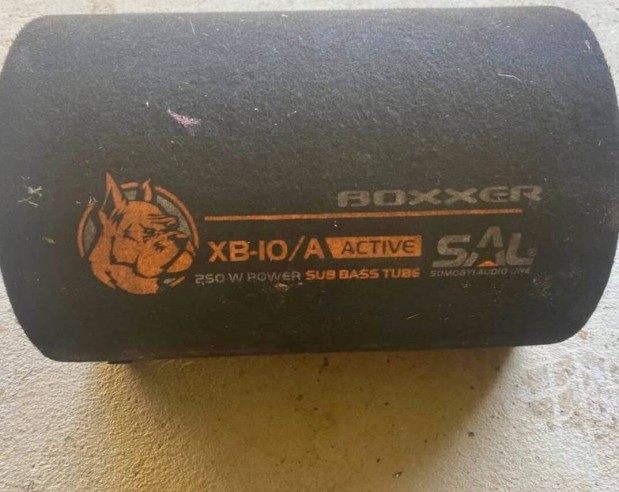 BOXXER
XB-10/A ACTIVE
250 W POWER SUB BASS TUBE
SAL®
SOMOGYI AUDIO LINE